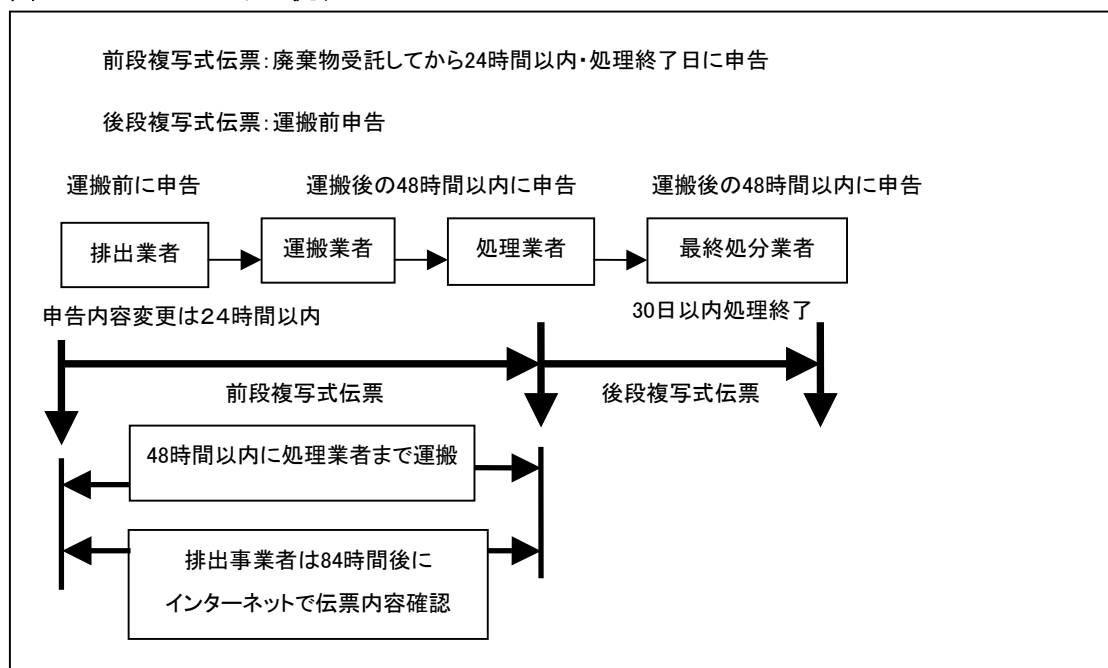 前段複写式伝票：廃棄物受託してから24時間以内・処理終了日に申告
後段複写式伝票：運搬前申告
運搬前に申告
運搬後の48時間以内に申告
運搬後の48時間以内に申告
排出業者
運搬業者
処理業者
最終処分業者
申告内容変更は２４時間以内
30日以内処理終了
前段複写式伝票
後段複写式伝票
48時間以内に処理業者まで運搬
排出事業者は84時間後に
インターネットで伝票内容確認